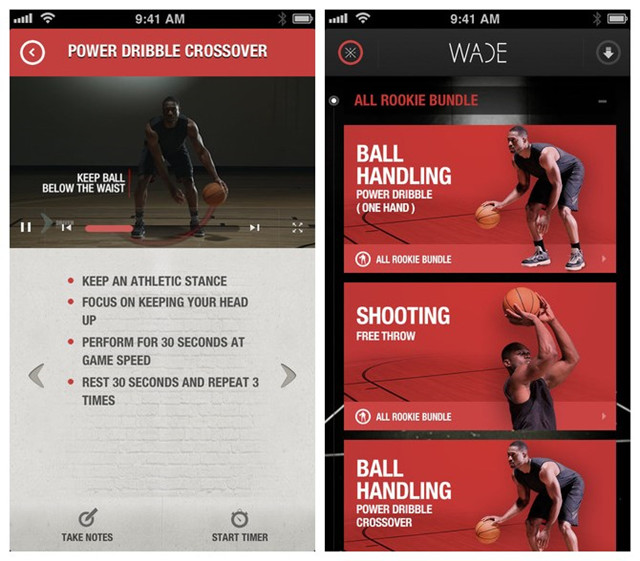 9:41 AM
POWER DRIBBLE CROSSOVER
KEEP BALL
BELOW THE WAIST
KEEP AN ATHLETIC STANCE
FOCUS ON KEEPING YOUR HEAD
UP
PERFORM FOR 30 SECONDS AT
GAME SPEED
REST 30 SECONDS AND REPEAT 3
TIMES
TAKE NOTES
START TIMER
9:41 AM
WADE
ALL ROOKIE BUNDLE
BALL
HANDLING
POWER DRIBBLE
( ONE HAND )
ALL ROOKIE BUNDLE
SHOOTING
FREE THROW
ALL ROOKIE BUNDLE
BALL
HANDLING
POWER DRIBBLE
CROSSOVER